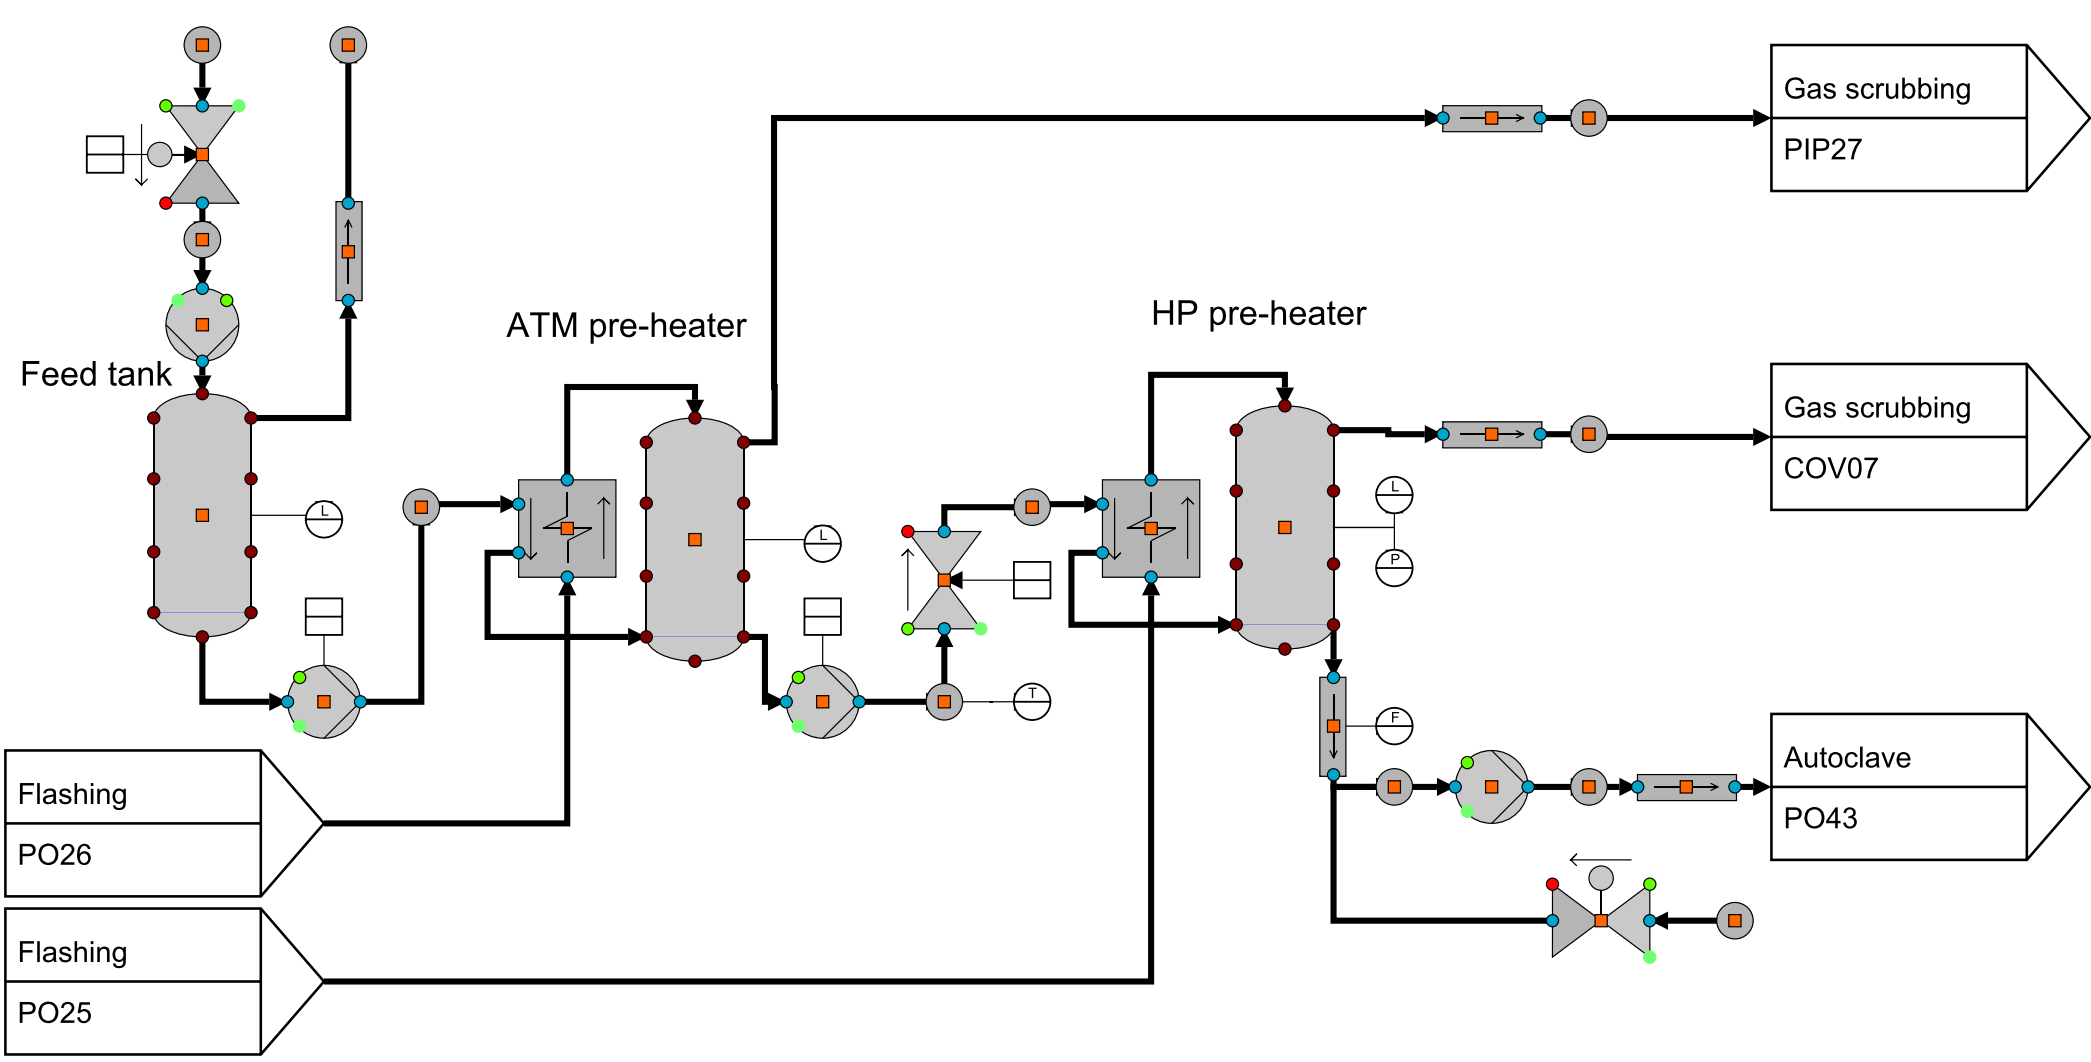 Gas scrubbing
PIP27
HP pre-heater
ATM pre-heater
Feed tank
Gas scrubbing
COV07
L
L
L
P
T
F
Autoclave
PO43
Flashing
PO26
Flashing
PO25